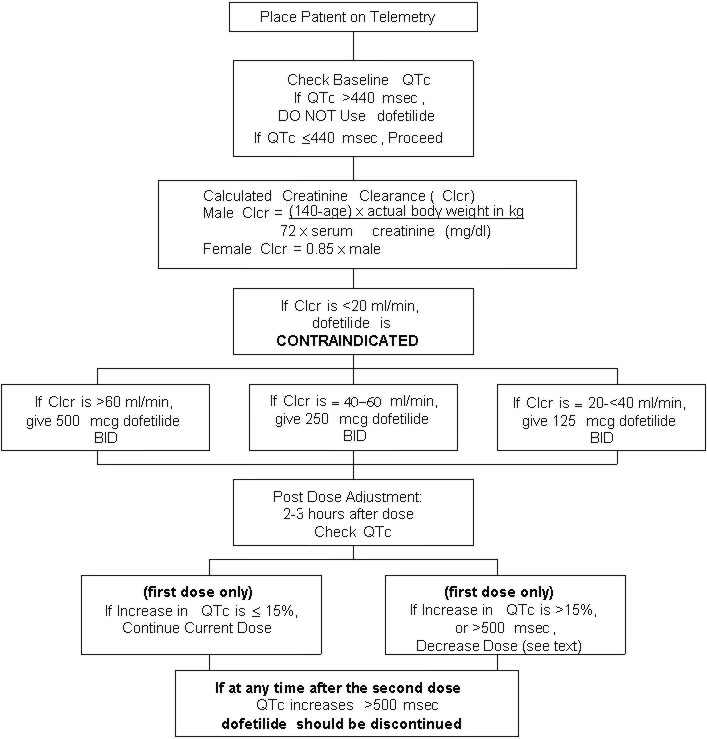 Place Patient on Telemetry
Check Baseline QTc
If QTc >440 msec,
DO NOT Use dofetilide
If QTc ≤440 msec, Proceed
Calculated Creatinine Clearance ( Clcr)
Male Clcr = (140-age) x actual body weight in kg
72 x serum creatinine (mg/dl)
Female Clcr = 0.85 x male
If Clcr is <20 ml/min,
dofetilide is
CONTRAINDICATED
If Clcr is >60 ml/min,
give 500 mcg dofetilide
BID
If Clcr is = 40–60 ml/min,
give 250 mcg dofetilide
BID
If Clcr is = 20-<40 ml/min,
give 125 mcg dofetilide
BID
Post Dose Adjustment:
2-3 hours after dose
Check QTc
(first dose only)
If Increase in QTc is ≤ 15%,
Continue Current Dose
(first dose only)
If Increase in QTc is >15%,
or >500 msec,
Decrease Dose (see text)
If at any time after the second dose
QTc increases >500 msec
dofetilide should be discontinued